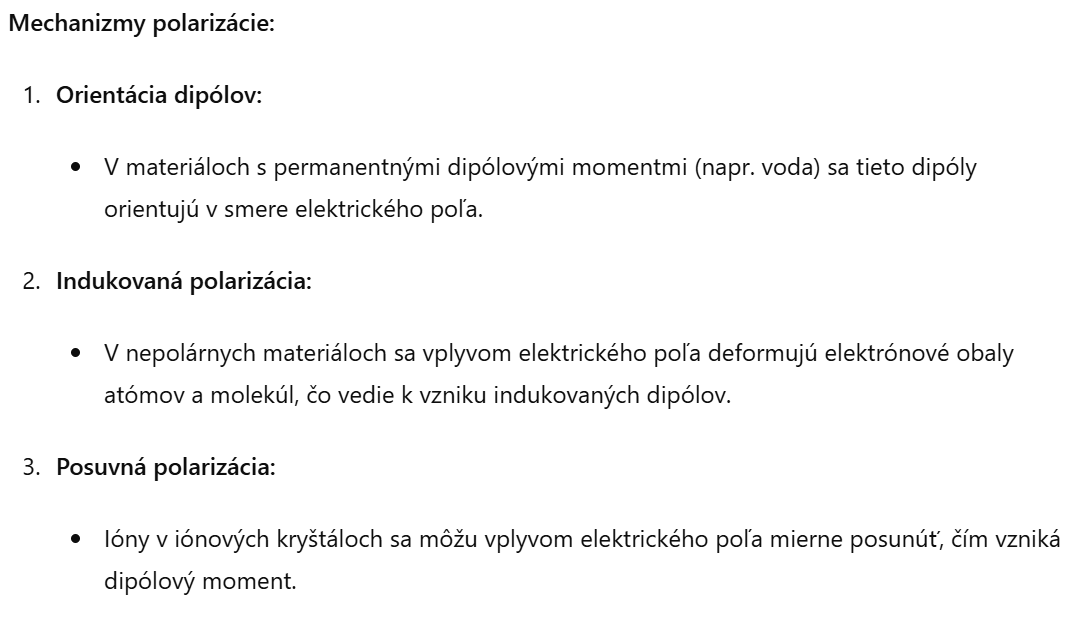 Mechanizmy polarizácie:
1. Orientácia dipólov:
• V materiáloch s permanentnými dipólovými momentmi (napr. voda) sa tieto dipóly
orientujú v smere elektrického poľa.
2. Indukovaná polarizácia:
• V nepolárnych materiáloch sa vplyvom elektrického poľa deformujú elektrónové obaly
atómov a molekúl, čo vedie k vzniku indukovaných dipólov.
3. Posuvná polarizácia:
• Ióny v iónových kryštáloch sa môžu vplyvom elektrického poľa mierne posunúť, čím vzniká
dipólový moment.